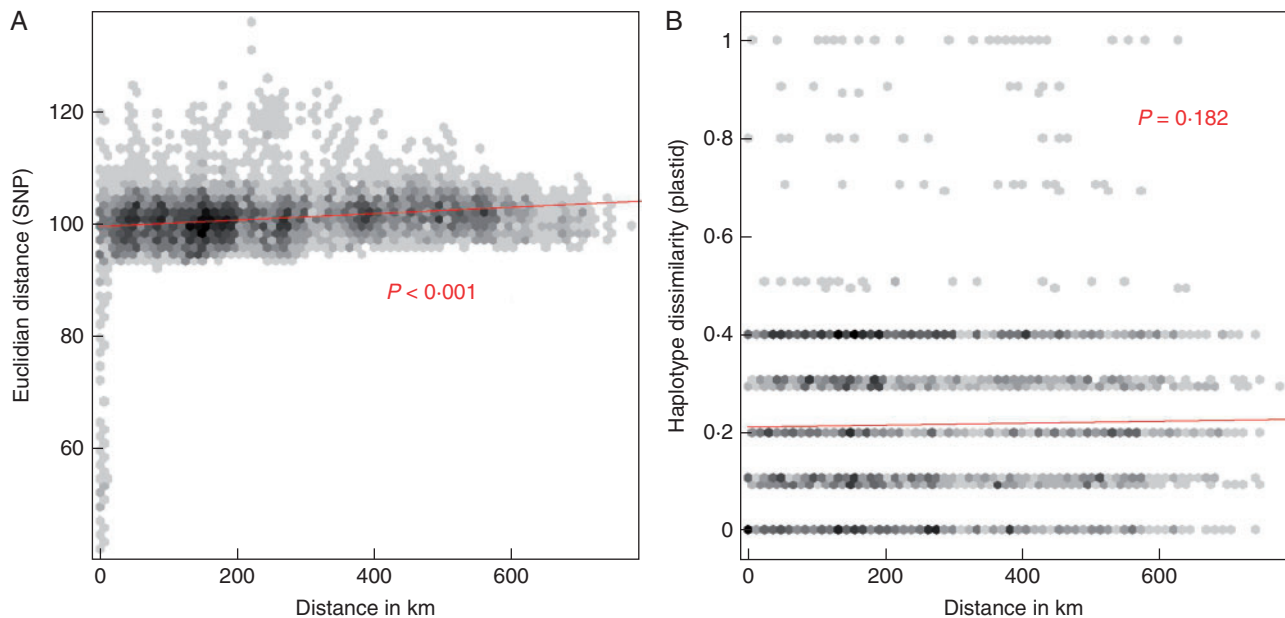 A
Euclidian distance (SNP)
120
100
80
60
P < 0·001
0
200
400
600
Distance in km
B
Haplotype dissimilarity (plastid)
1
0·8
0·6
0·4
0·2
0
P = 0·182
0
200
400
600
Distance in km